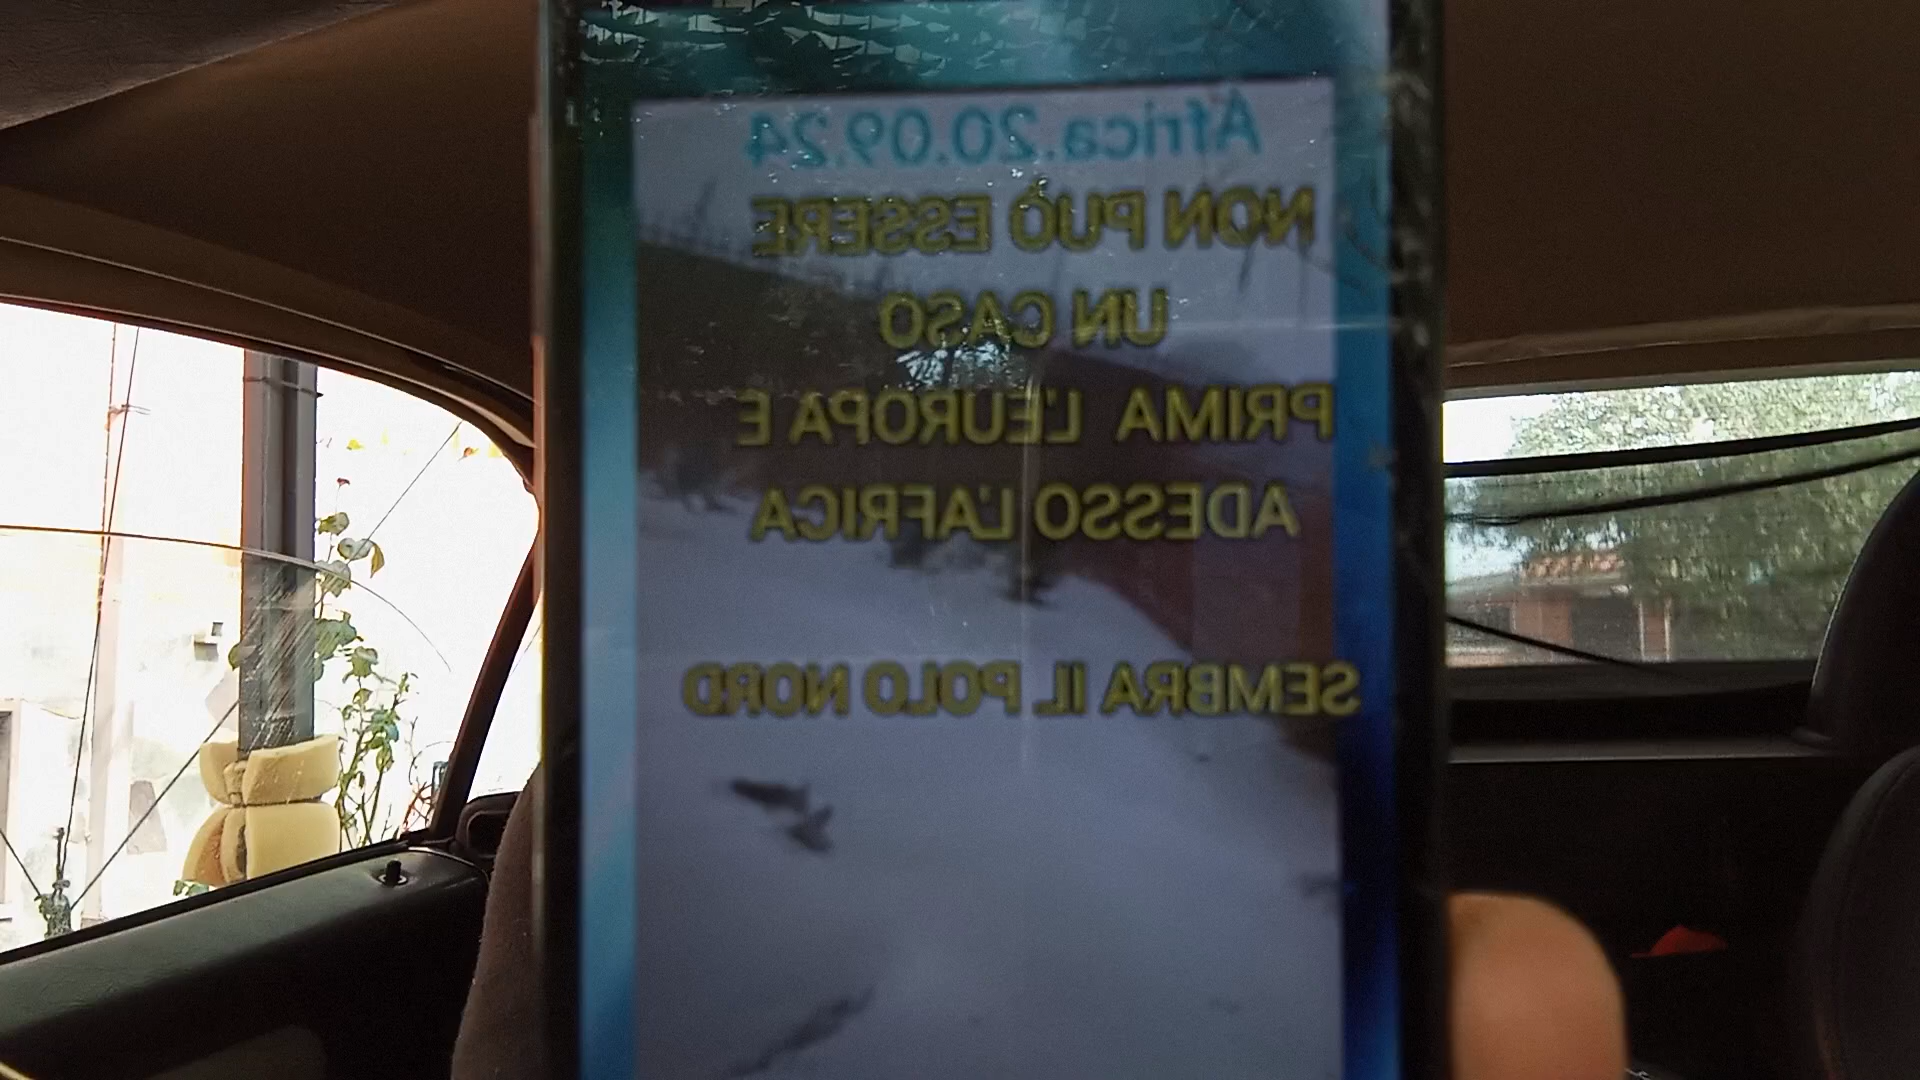 Africa.20.09.24
NON PUÒ ESSERE
UN CASO
PRIMA L'EUROPA E
ADESSO L'AFRICA
SEMBRA IL POLO NORD